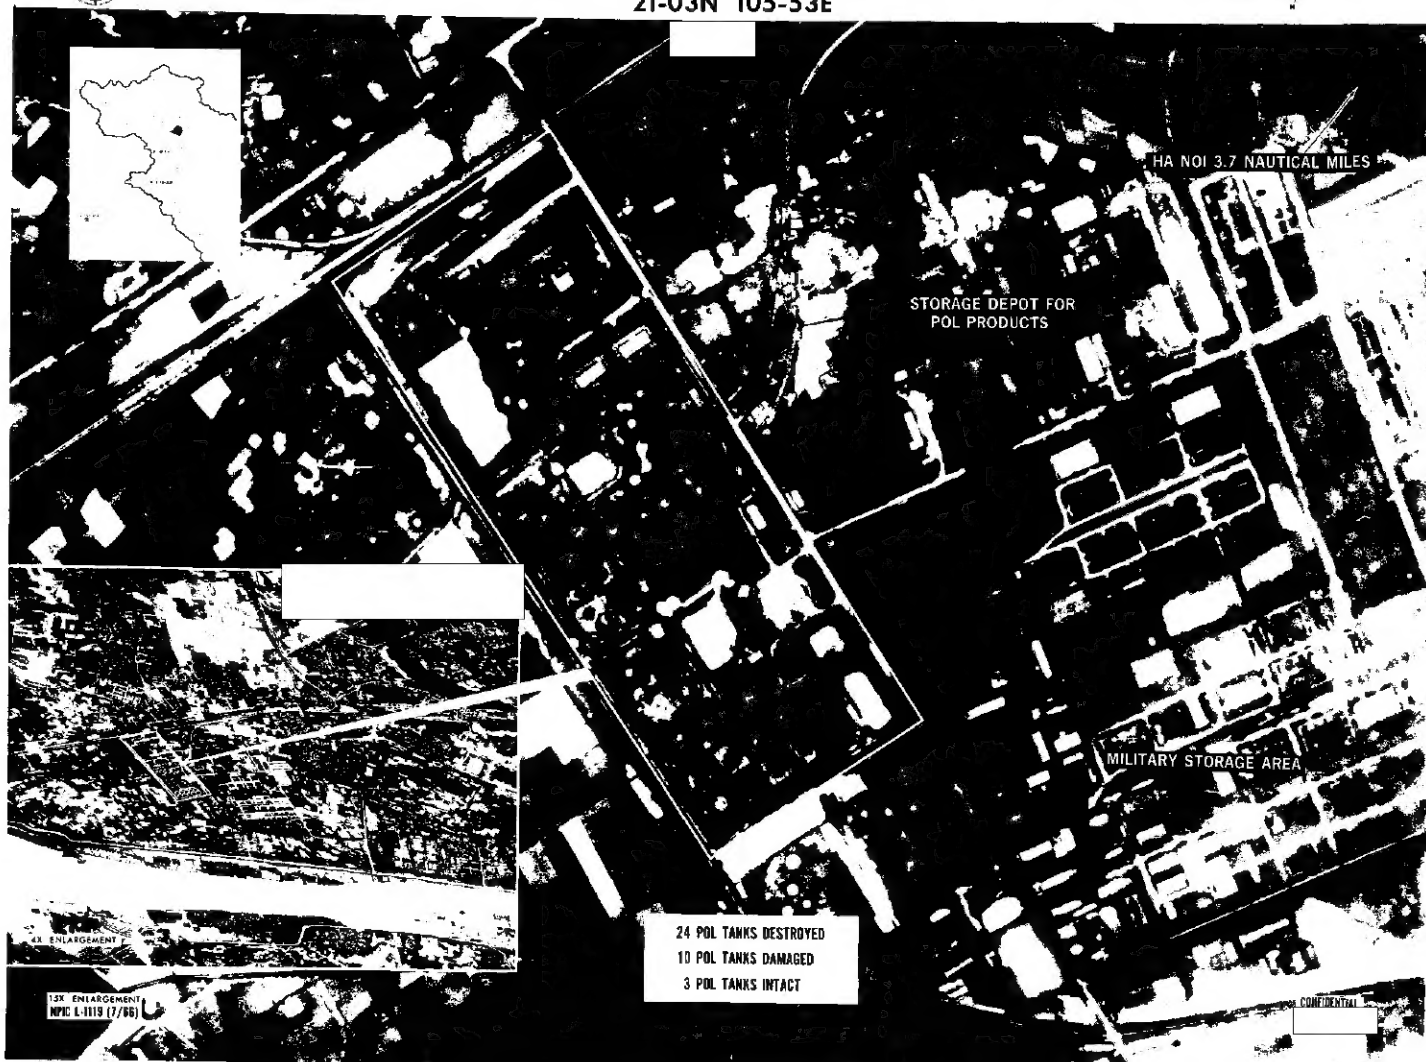 21-03N 105-53E
HA NOI 3.7 NAUTICAL MILES
STORAGE DEPOT FOR
POL PRODUCTS
MILITARY STORAGE AREA
4X ENLARGEMENT
24 POL TANKS DESTROYED
10 POL TANKS DAMAGED
3 POL TANKS INTACT
15X ENLARGEMENT
NPIC L-1119 (7/66)
CONFIDENTIAL